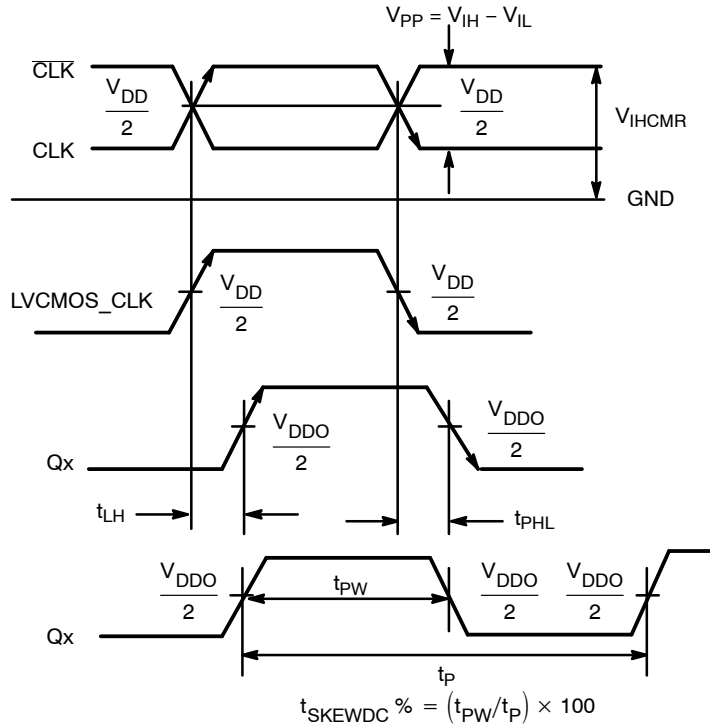 V_PP = V_IH − V_IL
C̅L̅K̅
V_DD/2
V_DD/2
V_IHCMR
CLK
GND
LVCMOS_CLK
V_DD/2
V_DD/2
V_DDO/2
V_DDO/2
Qx
t_LH
t_PHL
V_DDO/2
t_PW
V_DDO/2
V_DDO/2
Qx
t_P
t_SKEWDC % = (t_PW/t_P) × 100